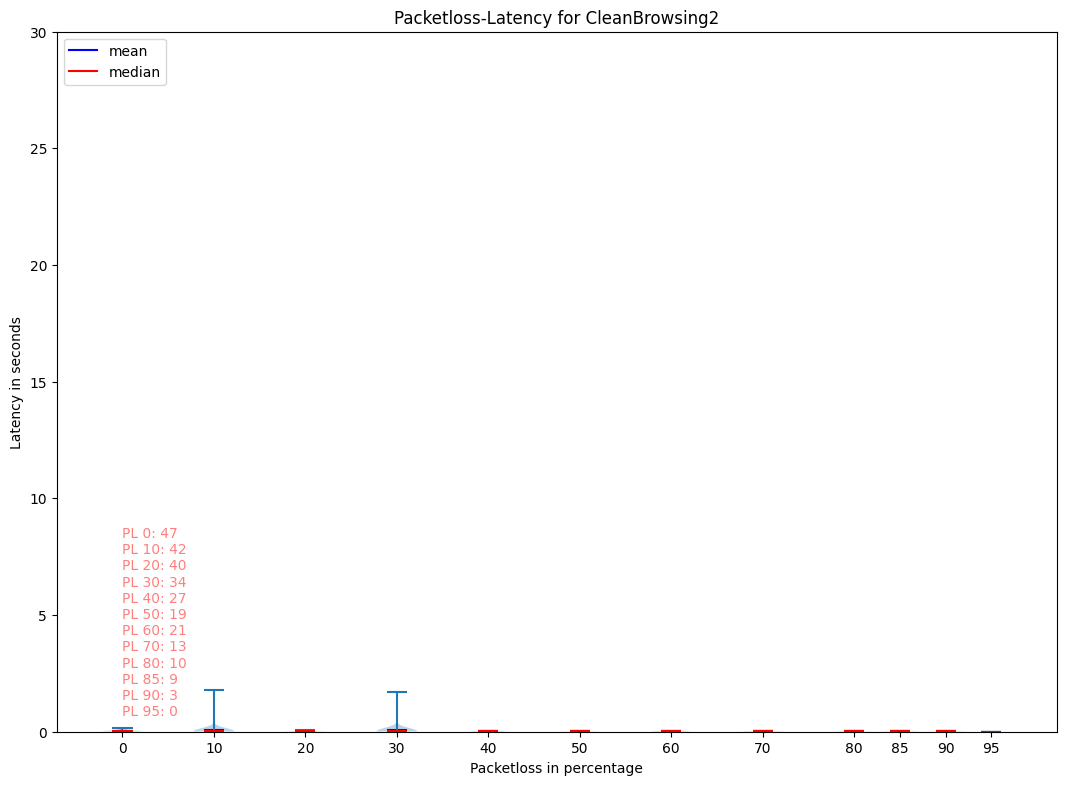 Packetloss-Latency for CleanBrowsing2
mean
median
30
25
20
15
10
5
0
Latency in seconds
PL 0: 47
PL 10: 42
PL 20: 40
PL 30: 34
PL 40: 27
PL 50: 19
PL 60: 21
PL 70: 13
PL 80: 10
PL 85: 9
PL 90: 3
PL 95: 0
0 10 20 30 40 50 60 70 80 85 90 95
Packetloss in percentage